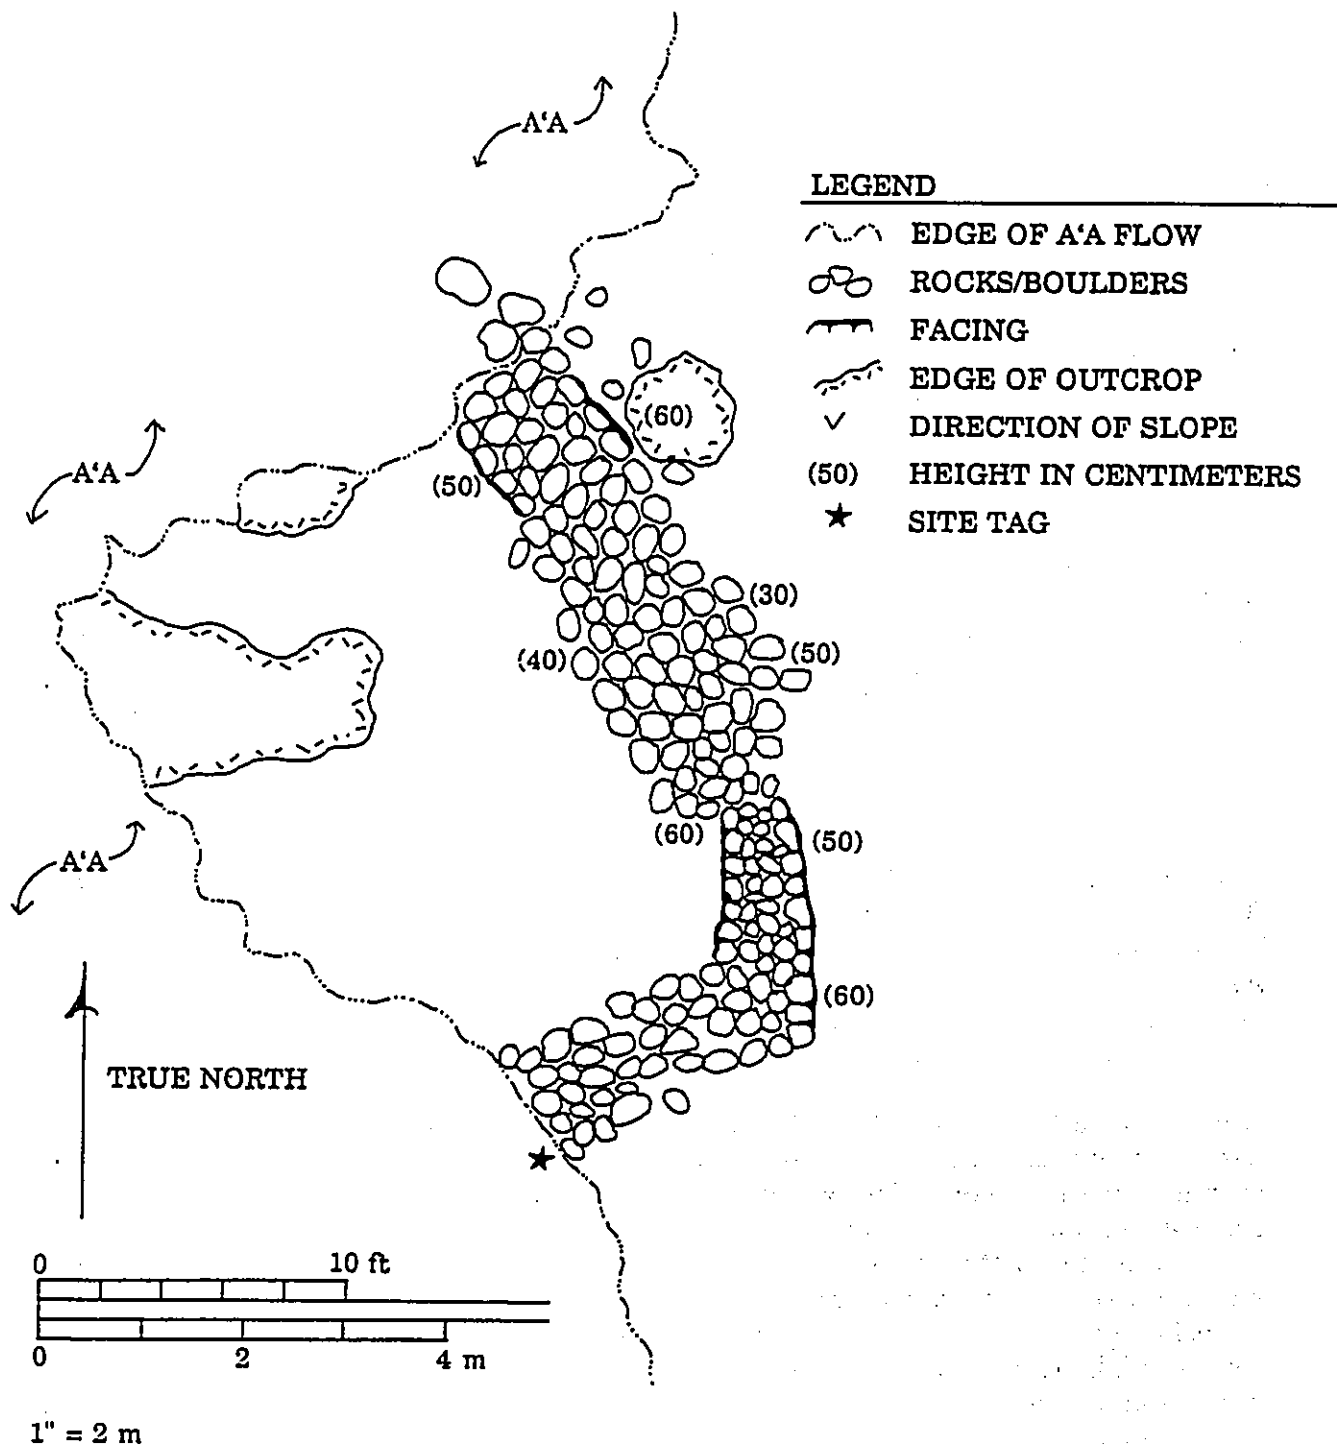 A‘A
LEGEND
EDGE OF A‘A FLOW
ROCKS/BOULDERS
FACING
EDGE OF OUTCROP
DIRECTION OF SLOPE
(50) HEIGHT IN CENTIMETERS
SITE TAG
(60)
A‘A
(50)
(30)
(50)
(40)
(60)
(50)
A‘A
(60)
TRUE NORTH
0 10 ft
0 2 4 m
1" = 2 m